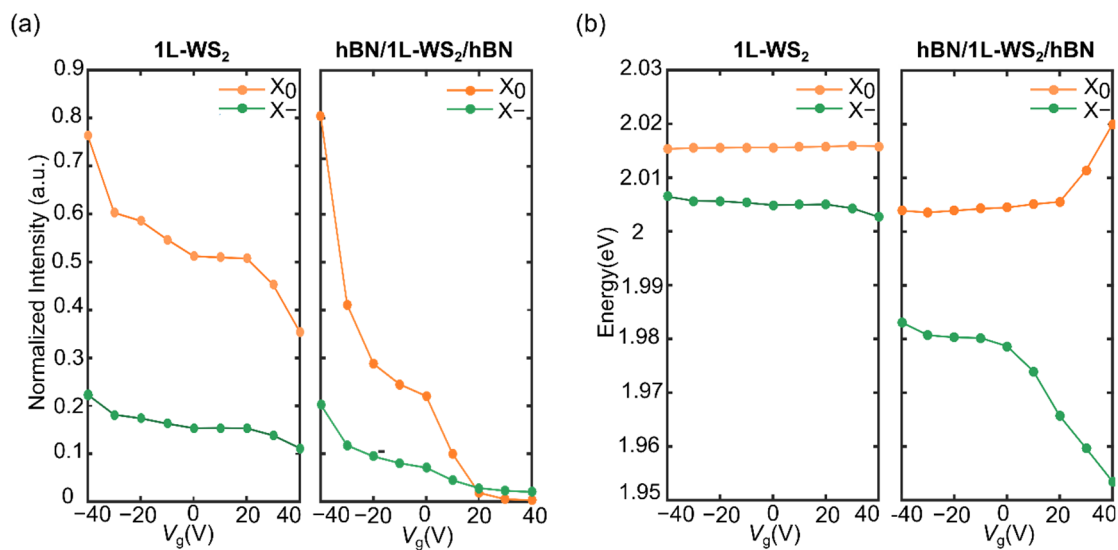 (a)
1L-WS2
hBN/1L-WS2/hBN
X0
X−
X0
X−
Normalized Intensity (a.u.)
0.9
0.8
0.7
0.6
0.5
0.4
0.3
0.2
0.1
0
−40 −20 0 20 40
Vg(V)
−40 −20 0 20 40
Vg(V)
(b)
1L-WS2
hBN/1L-WS2/hBN
X0
X−
X0
X−
Energy(eV)
2.03
2.02
2.01
2
1.99
1.98
1.97
1.96
1.95
−40 −20 0 20 40
Vg(V)
−40 −20 0 20 40
Vg(V)